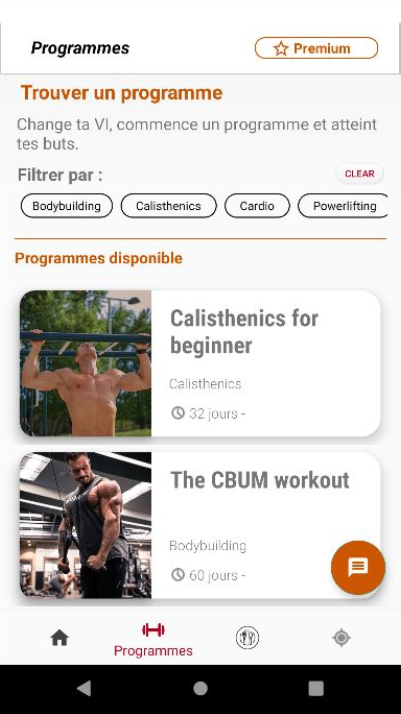 Programmes
Premium
Trouver un programme
Change ta VI, commence un programme et atteint
tes buts.
Filtrer par :
CLEAR
Bodybuilding
Calisthenics
Cardio
Powerlifting
Programmes disponible
Calisthenics for
beginner
Calisthenics
32 jours -
The CBUM workout
Bodybuilding
60 jours -
Programmes